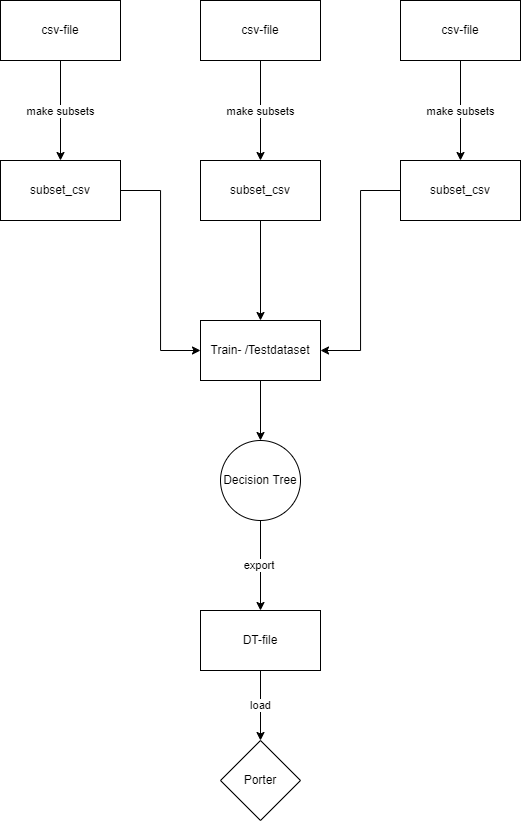 csv-file
csv-file
csv-file
make subsets
make subsets
make subsets
subset_csv
subset_csv
subset_csv
Train- /Testdataset
Decision Tree
export
DT-file
load
Porter